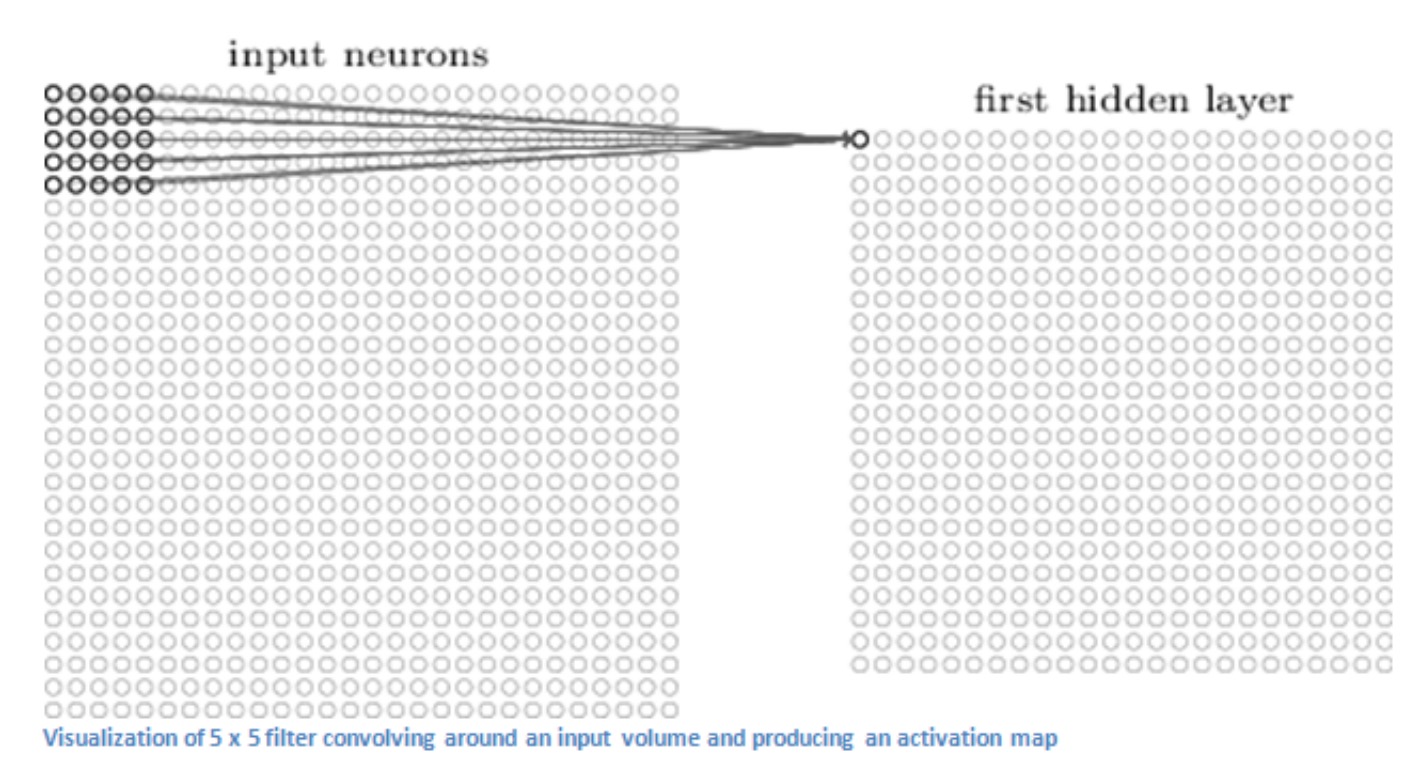 input neurons
first hidden layer
Visualization of 5 x 5 filter convolving around an input volume and producing an activation map